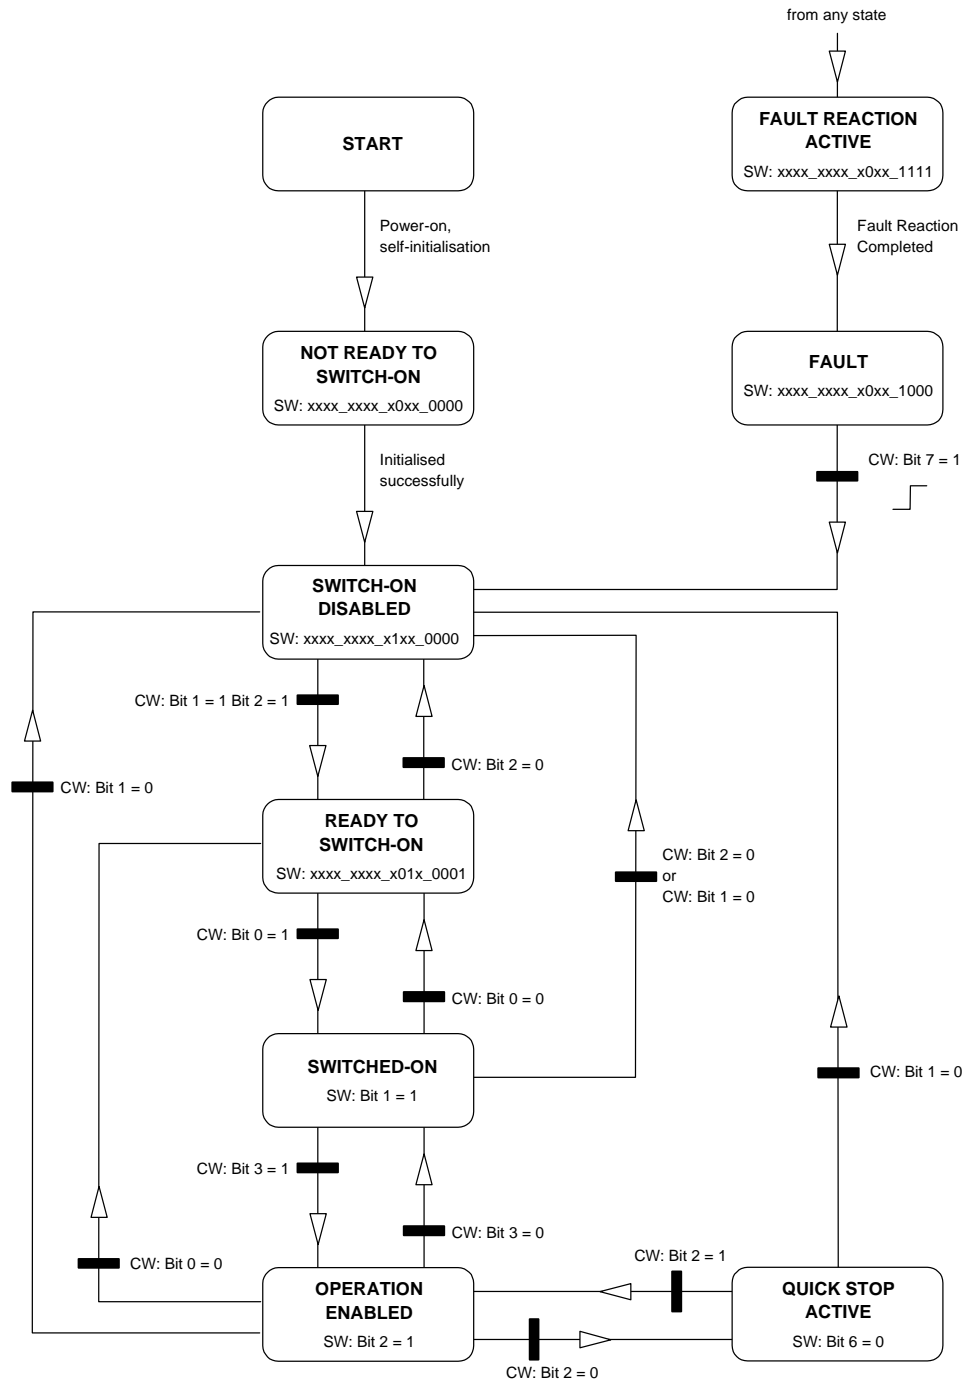 from any state
START
FAULT REACTION
ACTIVE
SW: xxxx_xxxx_x0xx_1111
Power-on,
self-initialisation
Fault Reaction
Completed
NOT READY TO
SWITCH-ON
SW: xxxx_xxxx_x0xx_0000
FAULT
SW: xxxx_xxxx_x0xx_1000
Initialised
successfully
CW: Bit 7 = 1
SWITCH-ON
DISABLED
SW: xxxx_xxxx_x1xx_0000
CW: Bit 1 = 1 Bit 2 = 1
CW: Bit 2 = 0
CW: Bit 1 = 0
READY TO
SWITCH-ON
SW: xxxx_xxxx_x01x_0001
CW: Bit 2 = 0
or
CW: Bit 1 = 0
CW: Bit 0 = 1
CW: Bit 0 = 0
SWITCHED-ON
SW: Bit 1 = 1
CW: Bit 1 = 0
CW: Bit 3 = 1
CW: Bit 3 = 0
CW: Bit 0 = 0
CW: Bit 2 = 1
OPERATION
ENABLED
SW: Bit 2 = 1
QUICK STOP
ACTIVE
SW: Bit 6 = 0
CW: Bit 2 = 0